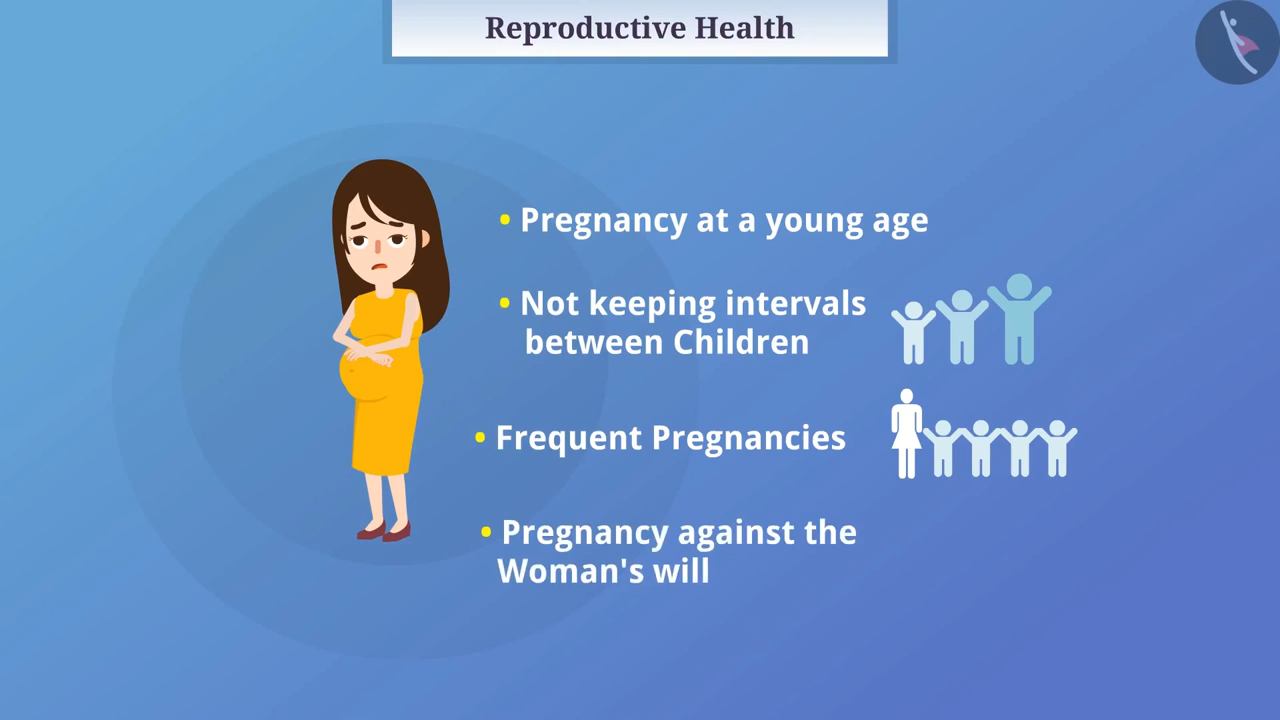 Reproductive Health
• Pregnancy at a young age
• Not keeping intervals
between Children
• Frequent Pregnancies
• Pregnancy against the
Woman's will